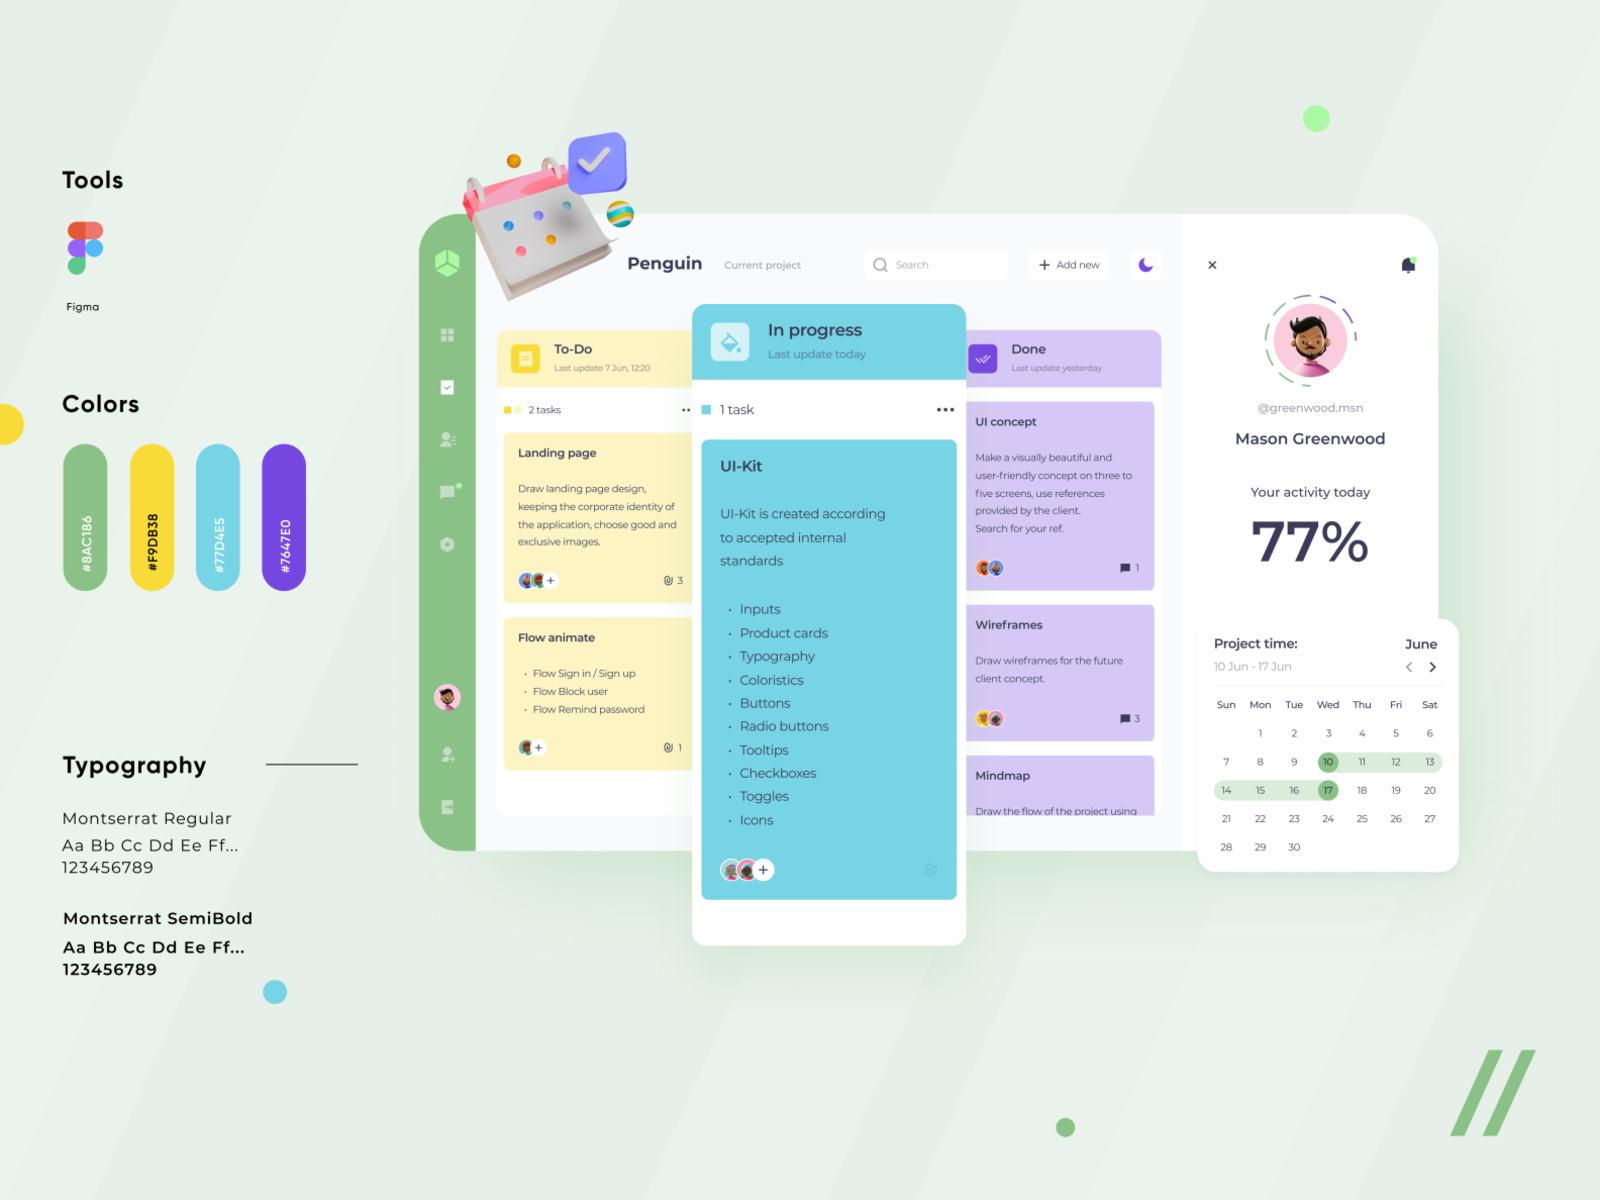 Tools
Figma
Colors
#8AC186
#F9DB38
#77D4E5
#7647E0
Typography
Montserrat Regular
Aa Bb Cc Dd Ee Ff...
123456789
Montserrat SemiBold
Aa Bb Cc Dd Ee Ff...
123456789
Penguin
Current project
Search
+ Add new
To-Do
Last update 7 Jun, 12:20
2 tasks
Landing page
Draw landing page design,
keeping the corporate identity of
the application, choose good and
exclusive images.
+
3
Flow animate
• Flow Sign in / Sign up
• Flow Block user
• Flow Remind password
+
1
In progress
Last update today
1 task
UI-Kit
UI-Kit is created according
to accepted internal
standards
• Inputs
• Product cards
• Typography
• Coloristics
• Buttons
• Radio buttons
• Tooltips
• Checkboxes
• Toggles
• Icons
+
Done
Last update yesterday
UI concept
Make a visually beautiful and
user-friendly concept on three to
five screens, use references
provided by the client.
Search for your ref.
1
Wireframes
Draw wireframes for the future
client concept.
3
Mindmap
Draw the flow of the project using
@greenwood.msn
Mason Greenwood
Your activity today
77%
Project time:
June
10 Jun - 17 Jun
Sun Mon Tue Wed Thu Fri Sat
1 2 3 4 5 6
7 8 9 10 11 12 13
14 15 16 17 18 19 20
21 22 23 24 25 26 27
28 29 30